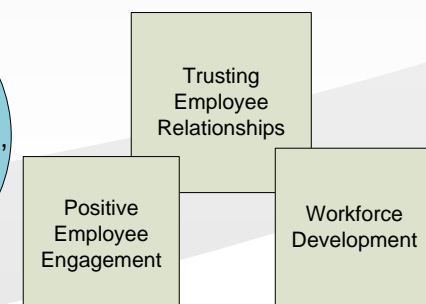 Trusting
Employee
Relationships
,
Positive
Employee
Engagement
Workforce
Development